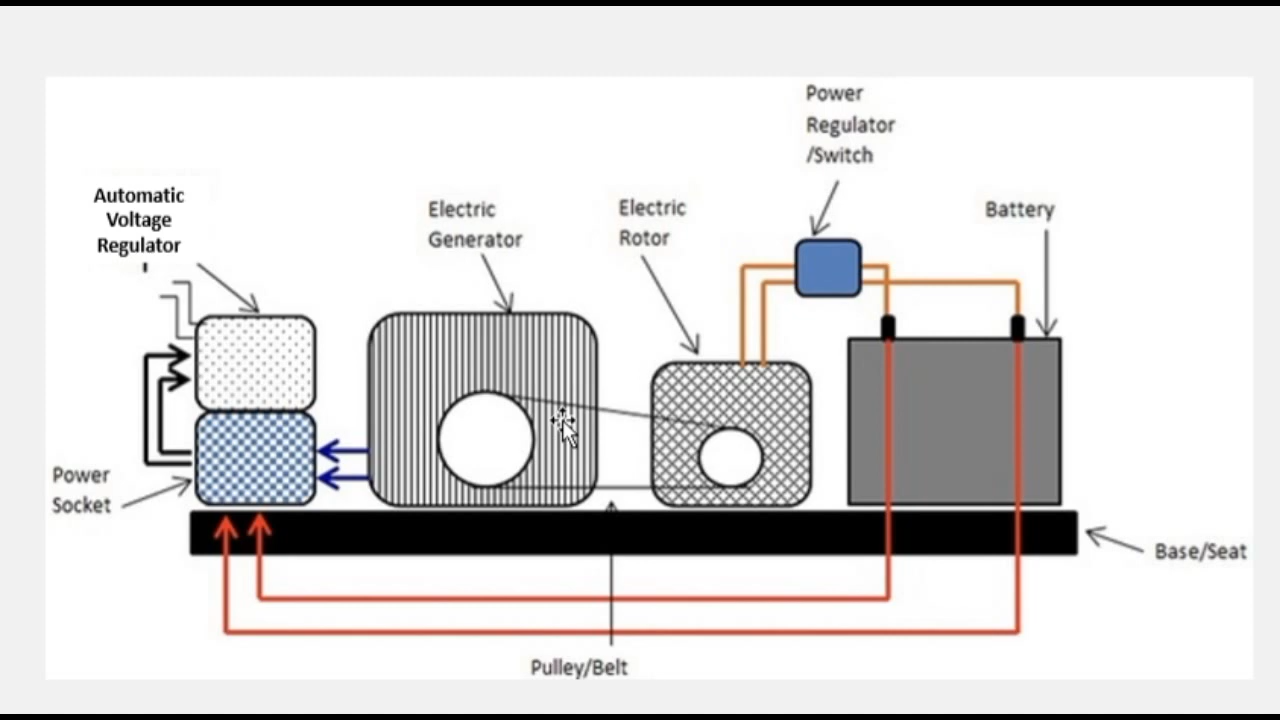 Power
Regulator
/Switch
Automatic
Voltage
Regulator
Electric
Generator
Electric
Rotor
Battery
Power
Socket
Base/Seat
Pulley/Belt